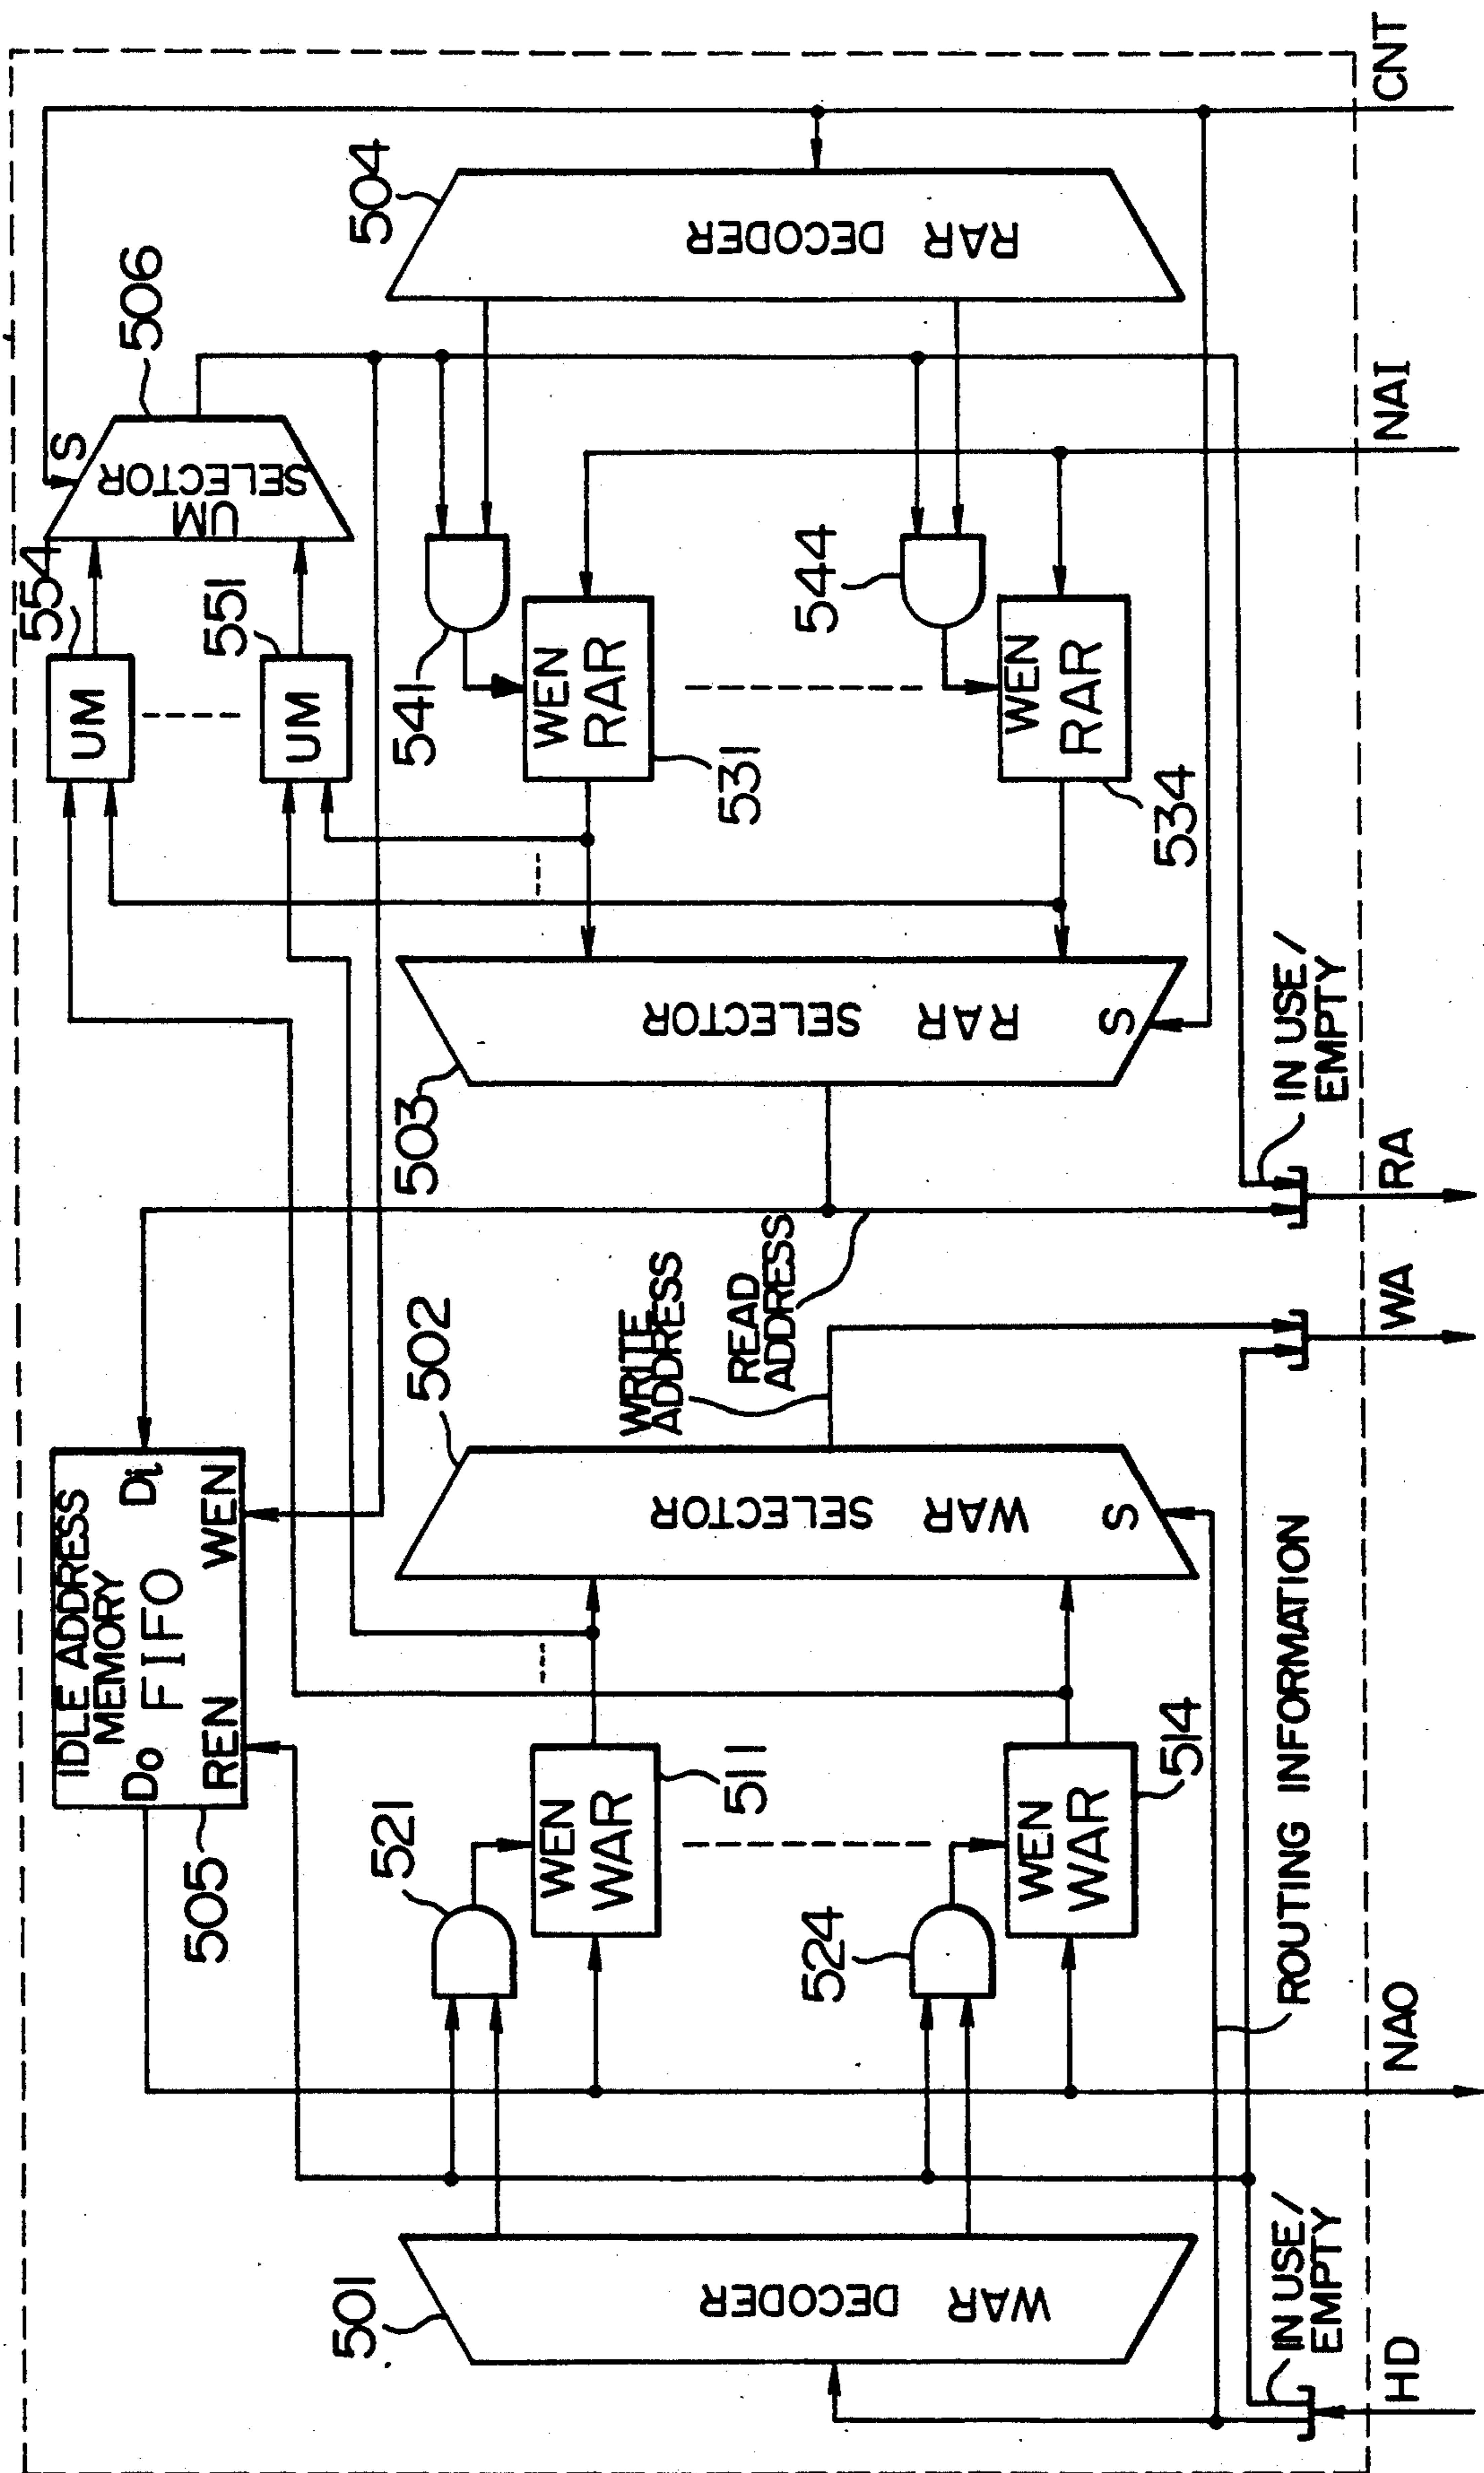 IDLE ADDRESS
MEMORY
FIFO
Do
Di
REN
WEN
505
UM
554
UM
551
S
UM
SELECTOR
506
521
524
WEN
WAR
511
WEN
WAR
514
501
WAR DECODER
502
WAR SELECTOR
S
WRITE
ADDRESS
READ
ADDRESS
503
RAR SELECTOR
S
541
WEN
RAR
531
544
WEN
RAR
534
504
RAR DECODER
IN USE/
EMPTY
ROUTING INFORMATION
IN USE/
EMPTY
HD
NAO
WA
RA
NAI
CNT